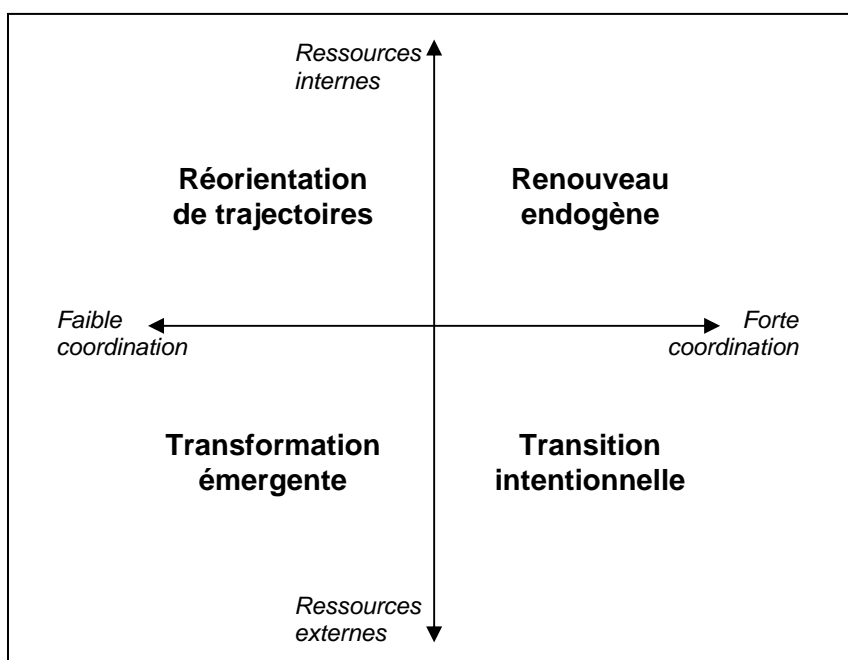 Ressources
internes
Réorientation
de trajectoires
Renouveau
endogène
Faible
coordination
Forte
coordination
Transformation
émergente
Transition
intentionnelle
Ressources
externes